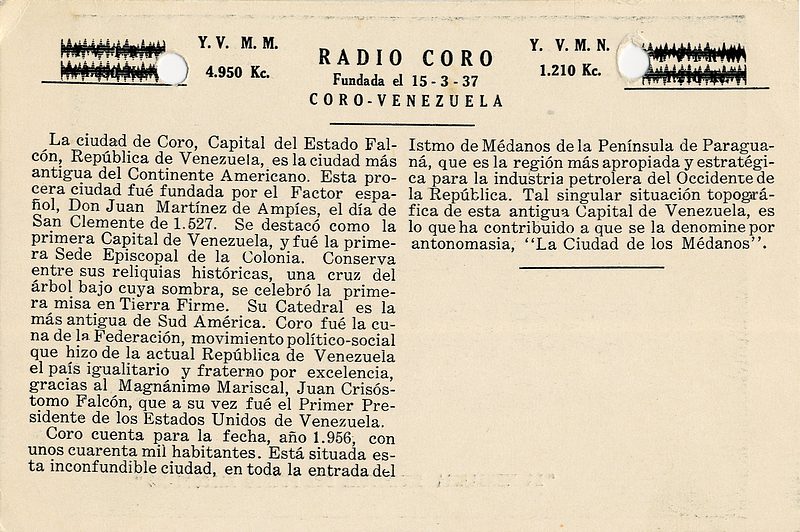 Y. V. M. M.
4.950 Kc.
RADIO CORO
Fundada el 15-3-37
CORO-VENEZUELA
Y. V. M. N.
1.210 Kc.
La ciudad de Coro, Capital del Estado Fal-
cón, República de Venezuela, es la ciudad más
antigua del Continente Americano. Esta pro-
cera ciudad fué fundada por el Factor espa-
ñol, Don Juan Martínez de Ampíes, el día de
San Clemente de 1.527. Se destacó como la
primera Capital de Venezuela, y fué la prime-
ra Sede Episcopal de la Colonia. Conserva
entre sus reliquias históricas, una cruz del
árbol bajo cuya sombra, se celebró la prime-
ra misa en Tierra Firme. Su Catedral es la
más antigua de Sud América. Coro fué la cu-
na de la Federación, movimiento político-social
que hizo de la actual República de Venezuela
el país igualitario y fraterno por excelencia,
gracias al Magnánimo Mariscal, Juan Crisós-
tomo Falcón, que a su vez fué el Primer Pre-
sidente de los Estados Unidos de Venezuela.
Coro cuenta para la fecha, año 1.956, con
unos cuarenta mil habitantes. Está situada es-
ta inconfundible ciudad, en toda la entrada del
Istmo de Médanos de la Península de Paragua-
ná, que es la región más apropiada y estratégi-
ca para la industria petrolera del Occidente de
la República. Tal singular situación topográ-
fica de esta antigua Capital de Venezuela, es
lo que ha contribuido a que se la denomine por
antonomasia, "La Ciudad de los Médanos".